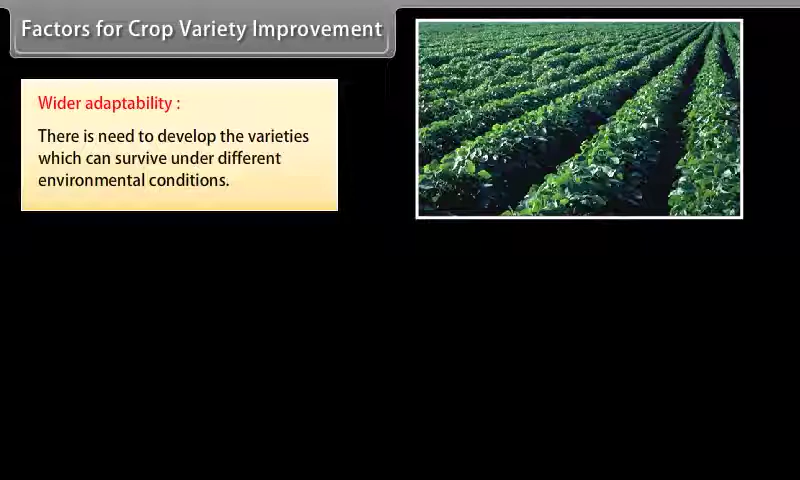 Factors for Crop Variety Improvement
Wider adaptability :
There is need to develop the varieties
which can survive under different
environmental conditions.